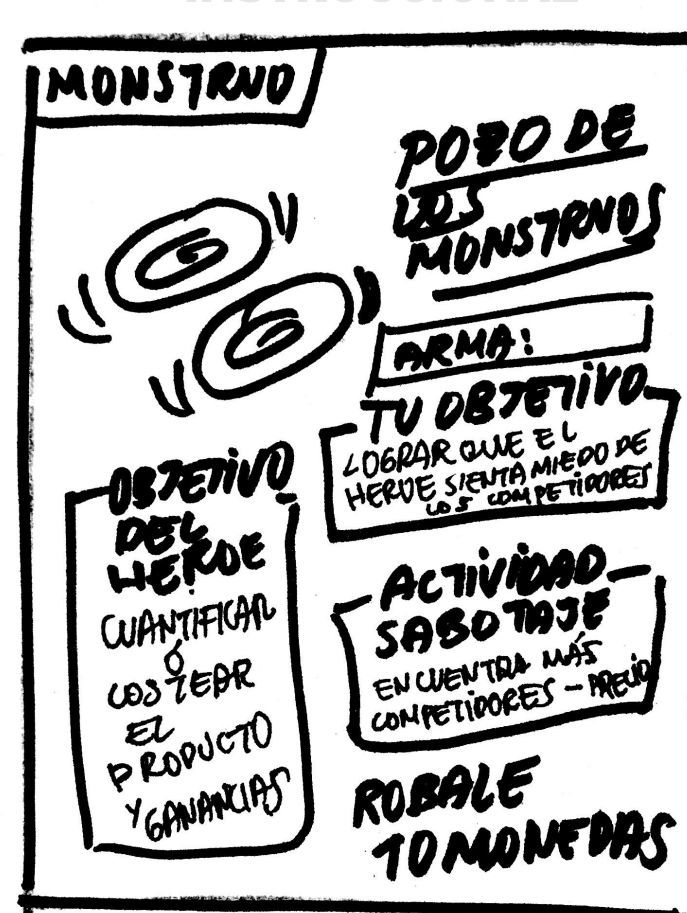 INSTRUCCIONAL
MONSTRUO
POZO DE
LOS
MONSTRUOS
ARMA:
TU OBJETIVO
LOGRAR QUE EL
HEROE SIENTA MIEDO DE
LOS COMPETIDORES
OBJETIVO
DEL
HEROE
CUANTIFICAR
Ó
COSTEAR
EL
PRODUCTO
Y GANANCIAS
ACTIVIDAD
SABOTAJE
ENCUENTRA MÁS
COMPETIDORES - PRECIO
ROBALE
10 MONEDAS